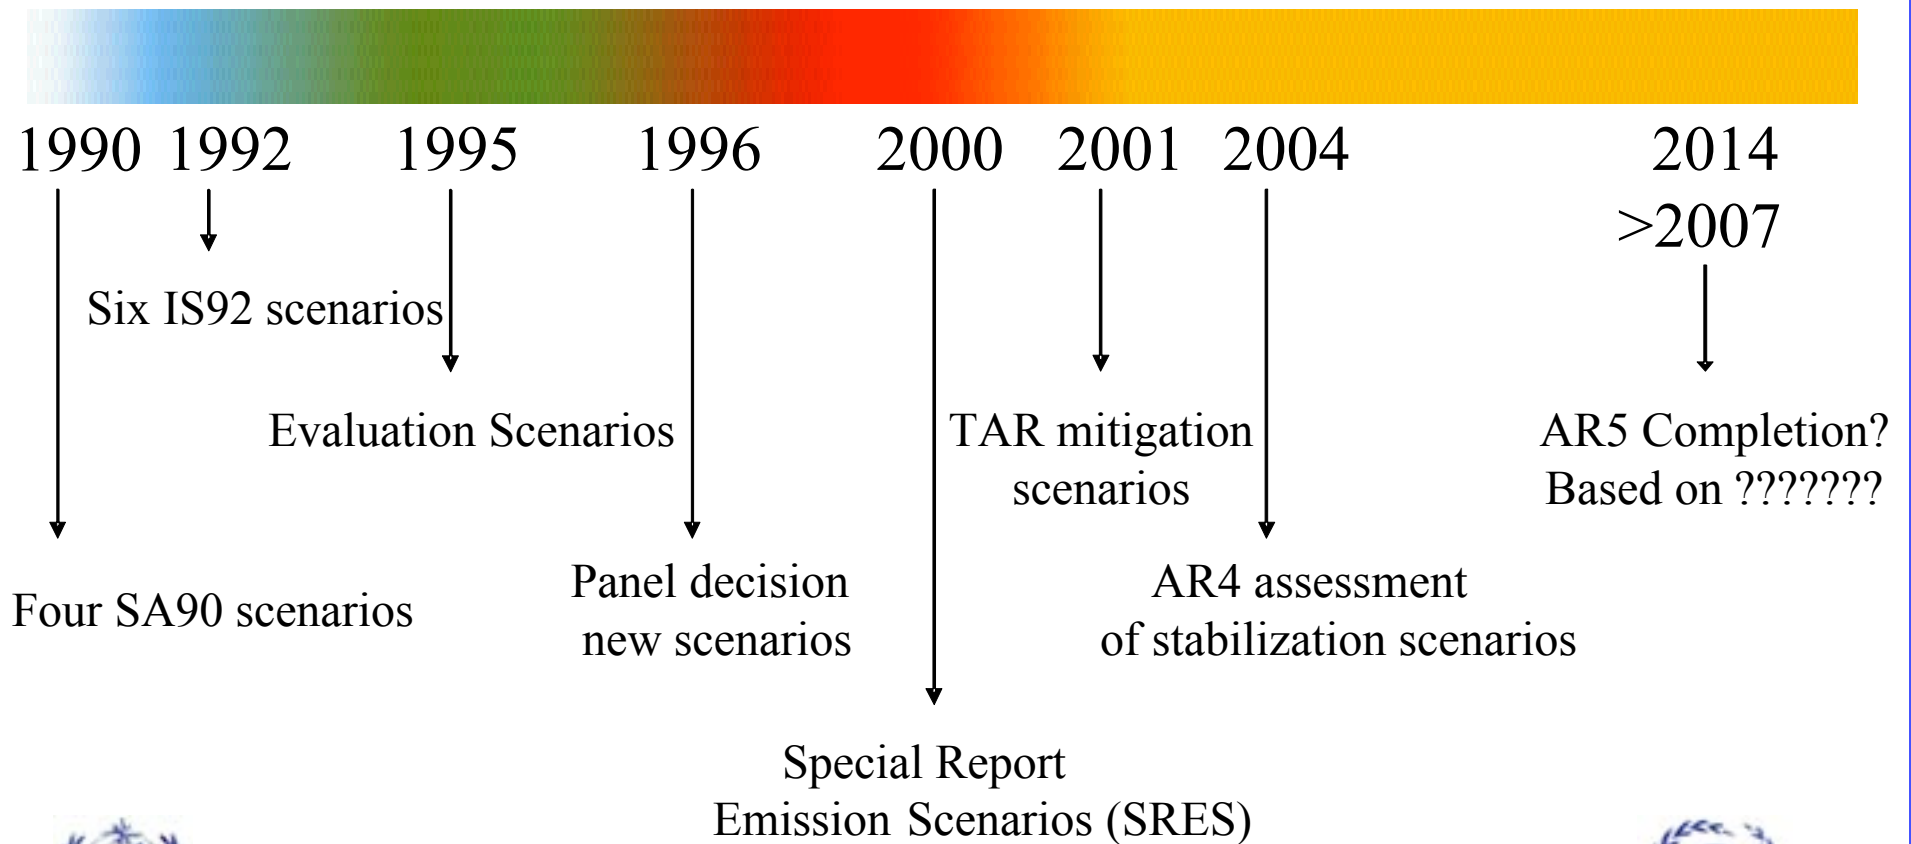 1990 1992 1995 1996 2000 2001 2004 2014
>2007
Six IS92 scenarios
Evaluation Scenarios
TAR mitigation
scenarios
AR5 Completion?
Based on ???????
Four SA90 scenarios
Panel decision
new scenarios
AR4 assessment
of stabilization scenarios
Special Report
Emission Scenarios (SRES)